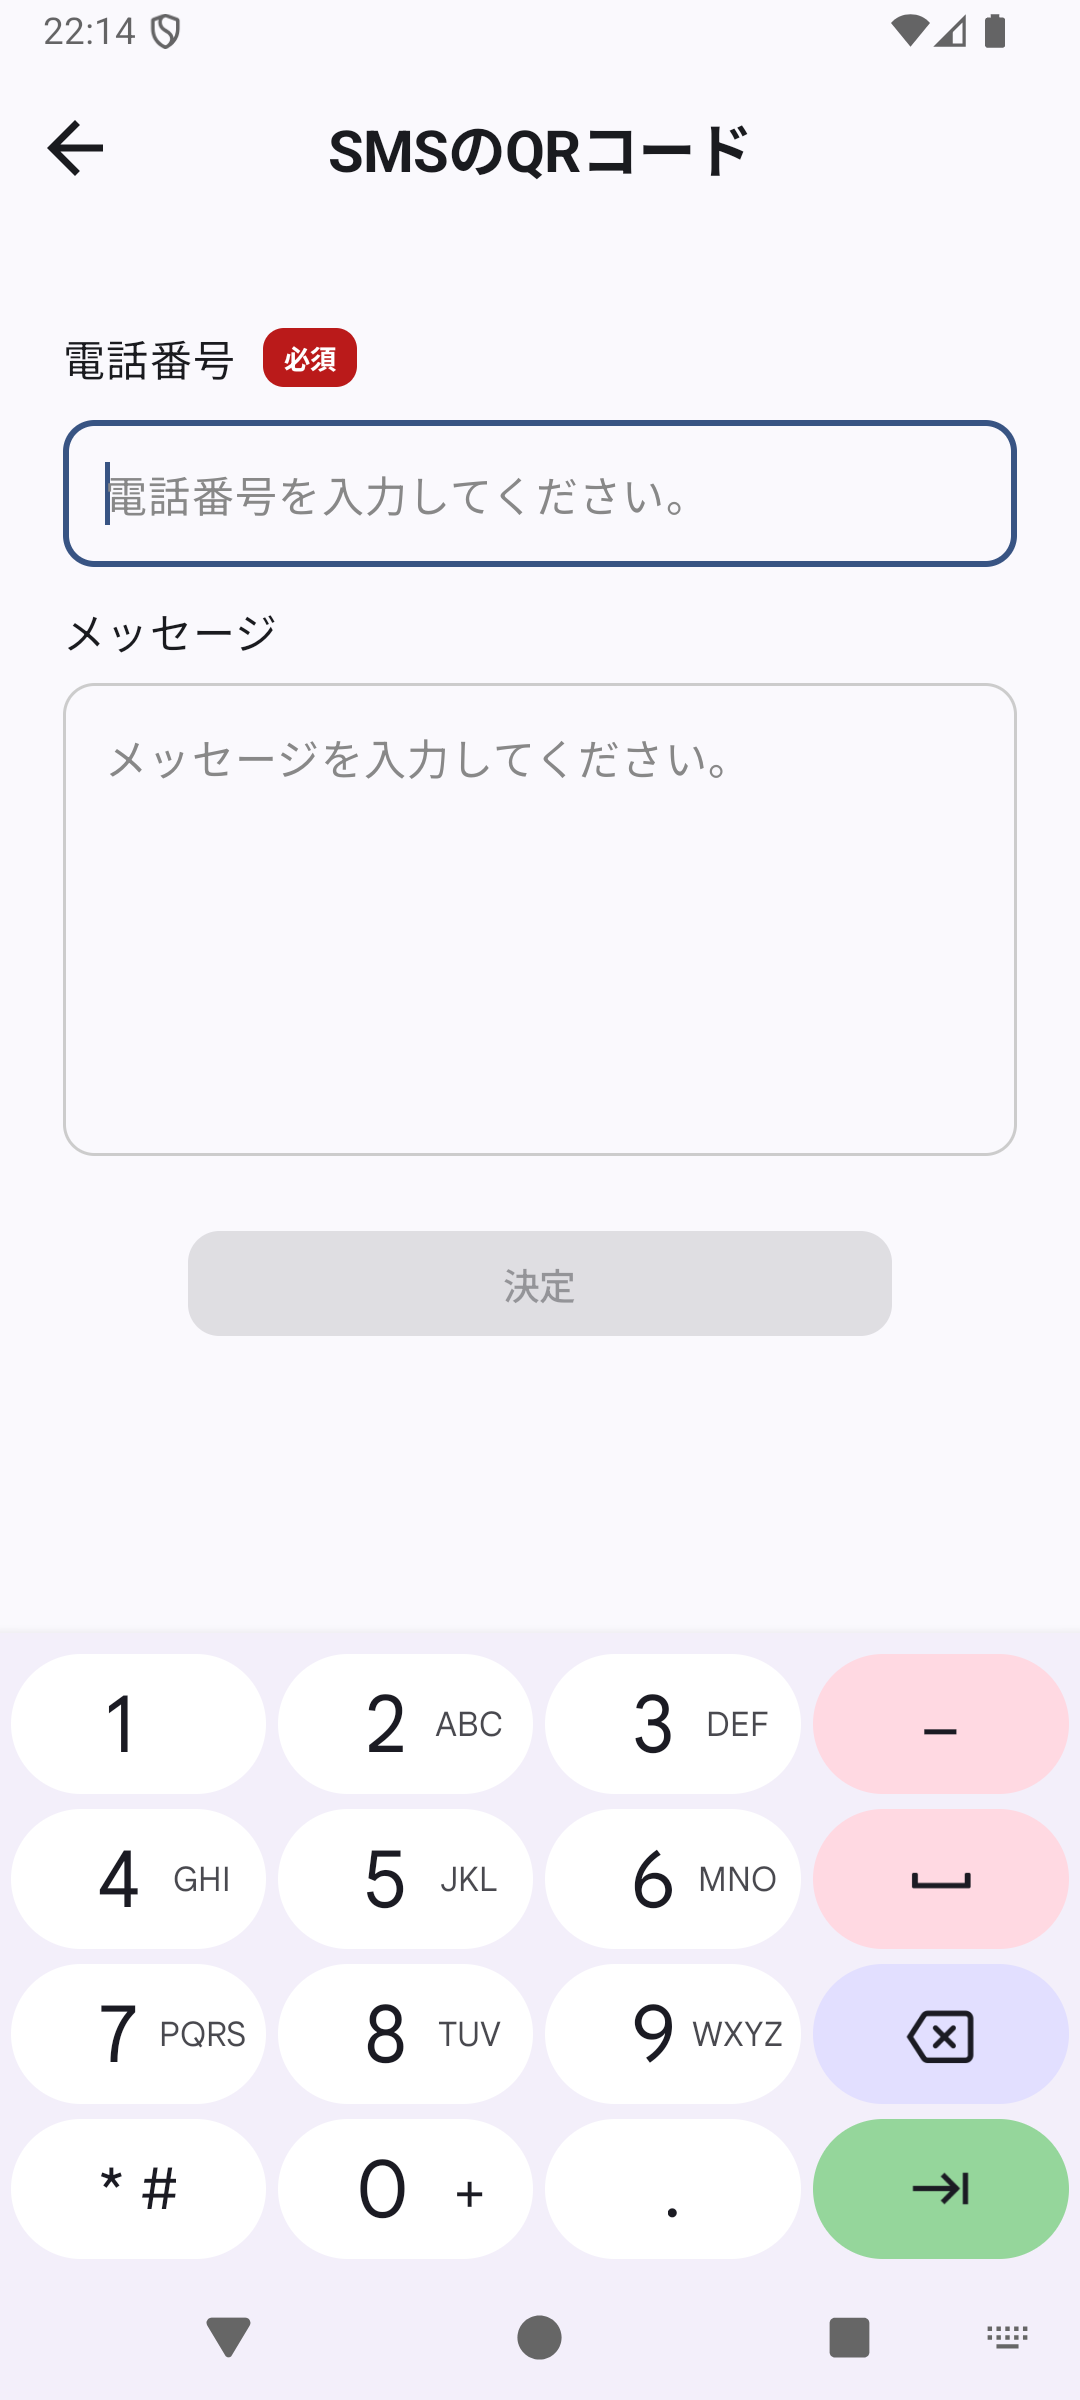 22:14
SMSのQRコード
電話番号 必須
電話番号を入力してください。
メッセージ
メッセージを入力してください。
決定
1 2 ABC 3 DEF –
4 GHI 5 JKL 6 MNO
7 PQRS 8 TUV 9 WXYZ
* # 0 + .